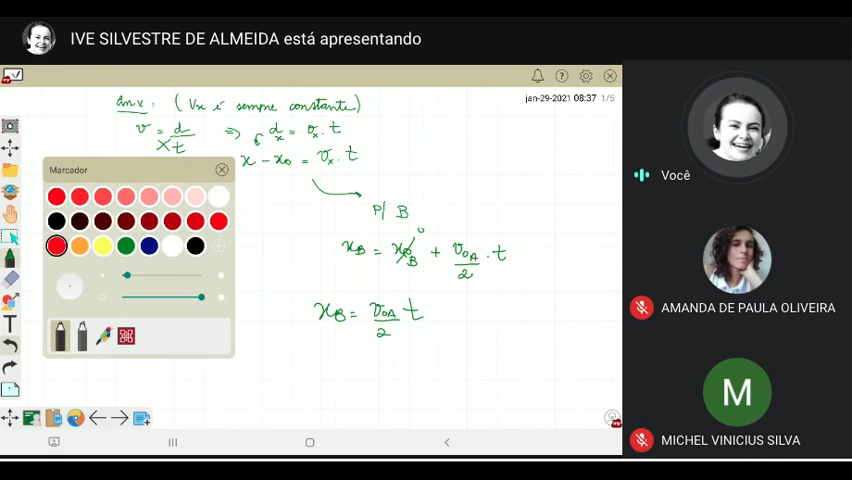 IVE SILVESTRE DE ALMEIDA está apresentando
jan-29-2021 08:37 1/5
Em x: (Vx é sempre constante)
v = d/t ⇒ dx = vx . t
x
x - x0 = vx . t
P/ B
xB = x0B 0 + v0A/2 . t
xB = v0A/2 t
Marcador
T
Você
AMANDA DE PAULA OLIVEIRA
M
MICHEL VINICIUS SILVA